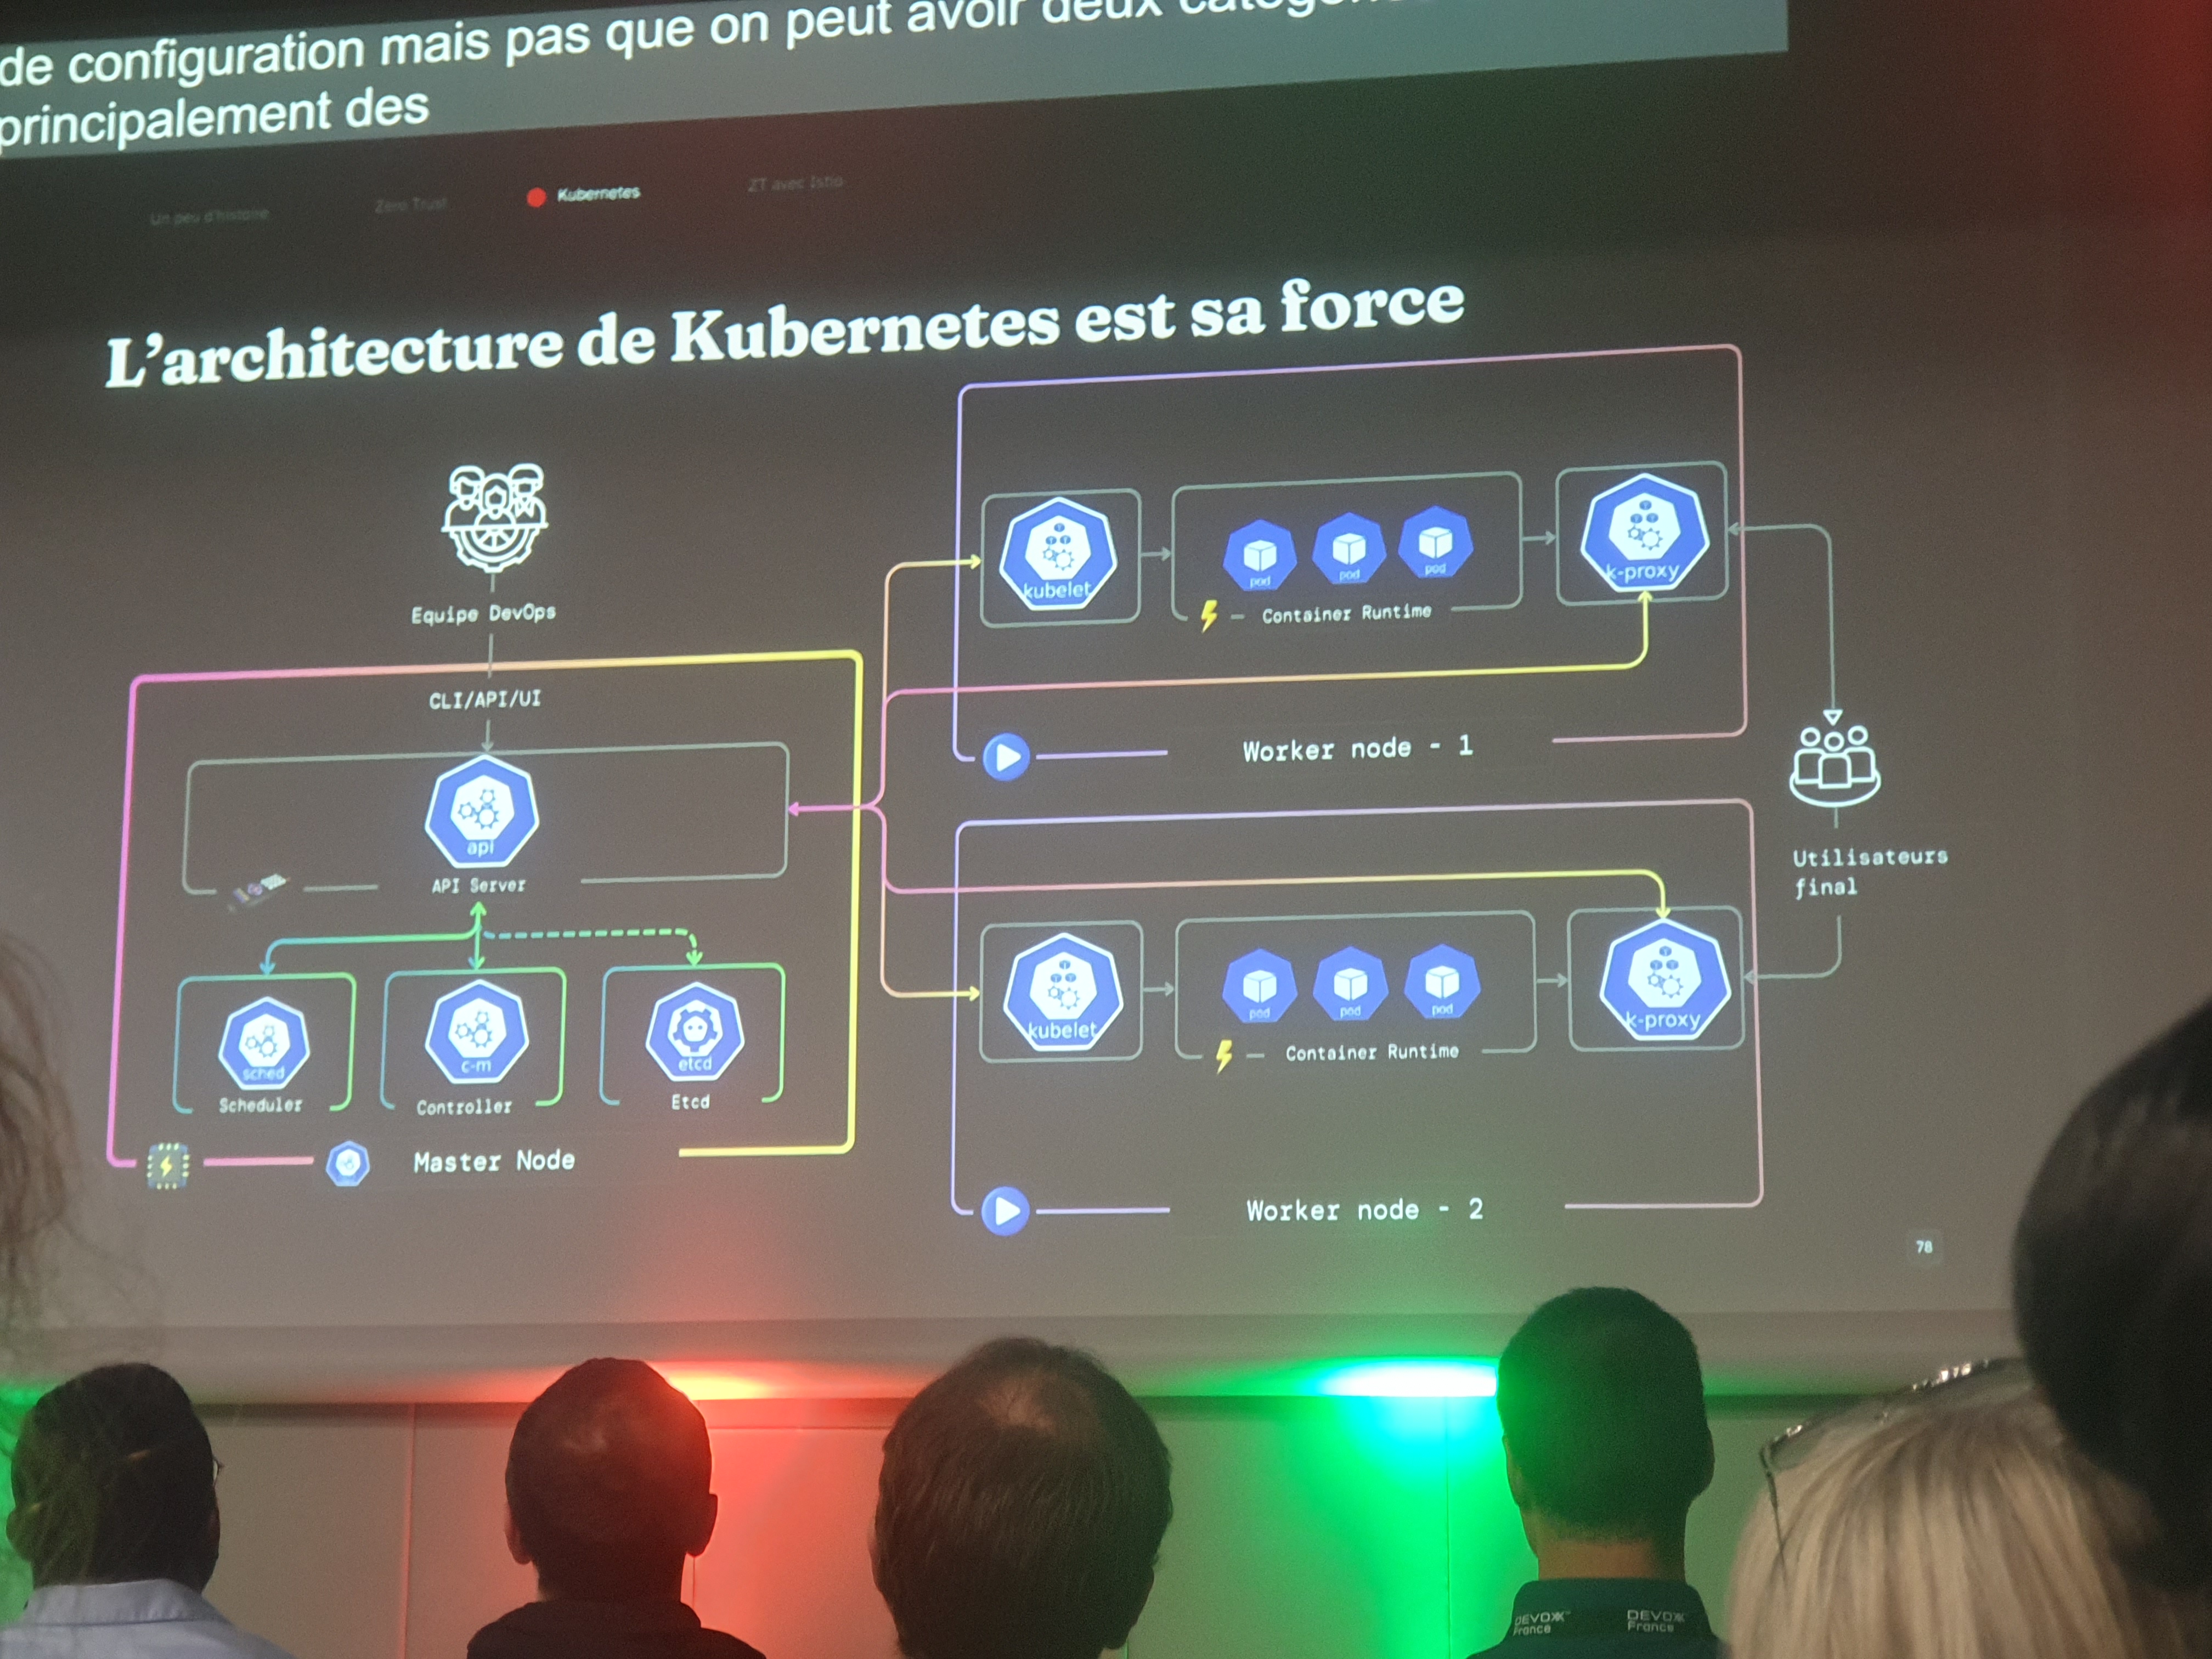 de configuration mais pas que on peut avoir deux
principalement des
Un peu d'histoire
Zero Trust
Kubernetes
ZT avec Istio
L'architecture de Kubernetes est sa force
Equipe DevOps
CLI/API/UI
api
API Server
sched
Scheduler
c-m
Controller
etcd
Etcd
Master Node
kubelet
pod
pod
pod
Container Runtime
k-proxy
Worker node - 1
kubelet
pod
pod
pod
Container Runtime
k-proxy
Worker node - 2
Utilisateurs
final
78
DEVOXX
France
DEVOXX
France